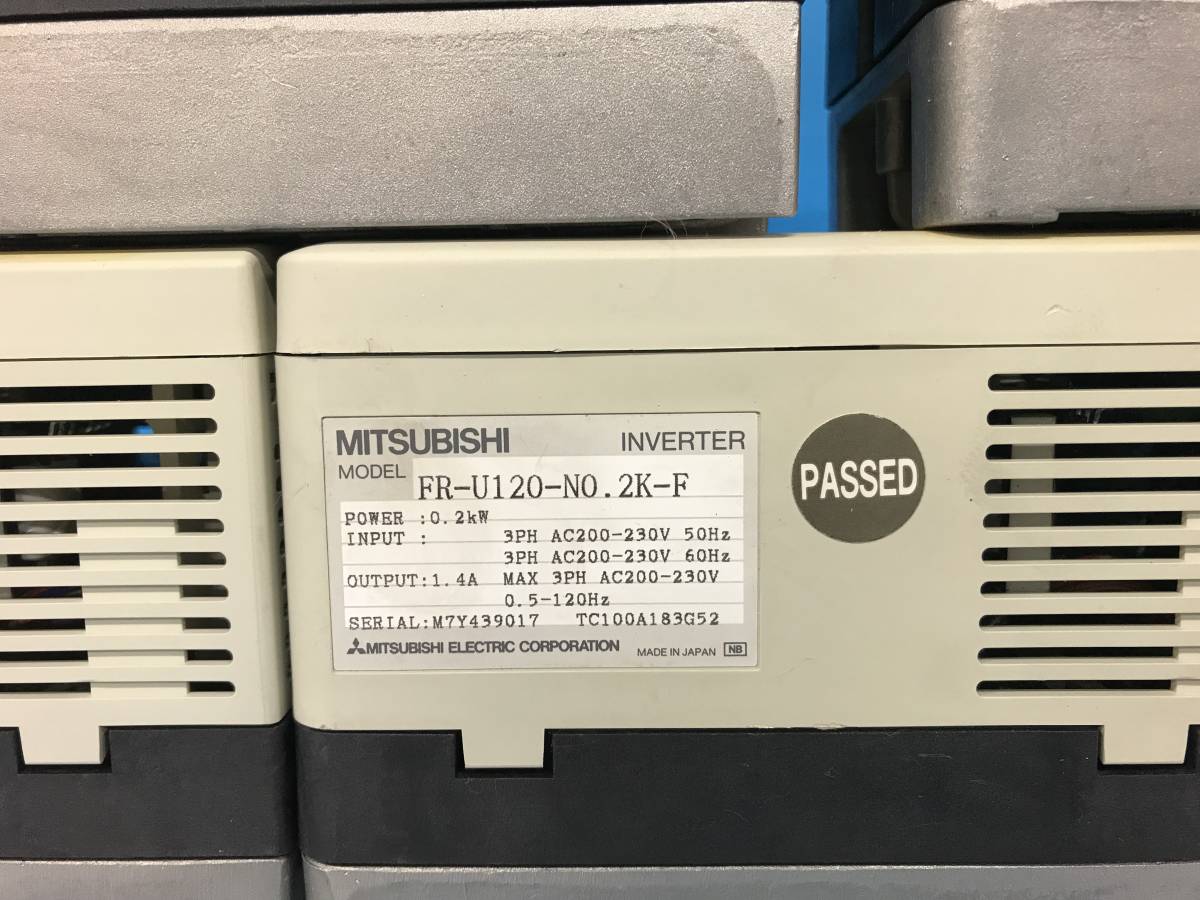 MITSUBISHI INVERTER
MODEL FR-U120-N0.2K-F
POWER :0.2kW
INPUT : 3PH AC200-230V 50Hz
3PH AC200-230V 60Hz
OUTPUT:1.4A MAX 3PH AC200-230V
0.5-120Hz
SERIAL:M7Y439017 TC100A183G52
MITSUBISHI ELECTRIC CORPORATION MADE IN JAPAN NB
PASSED